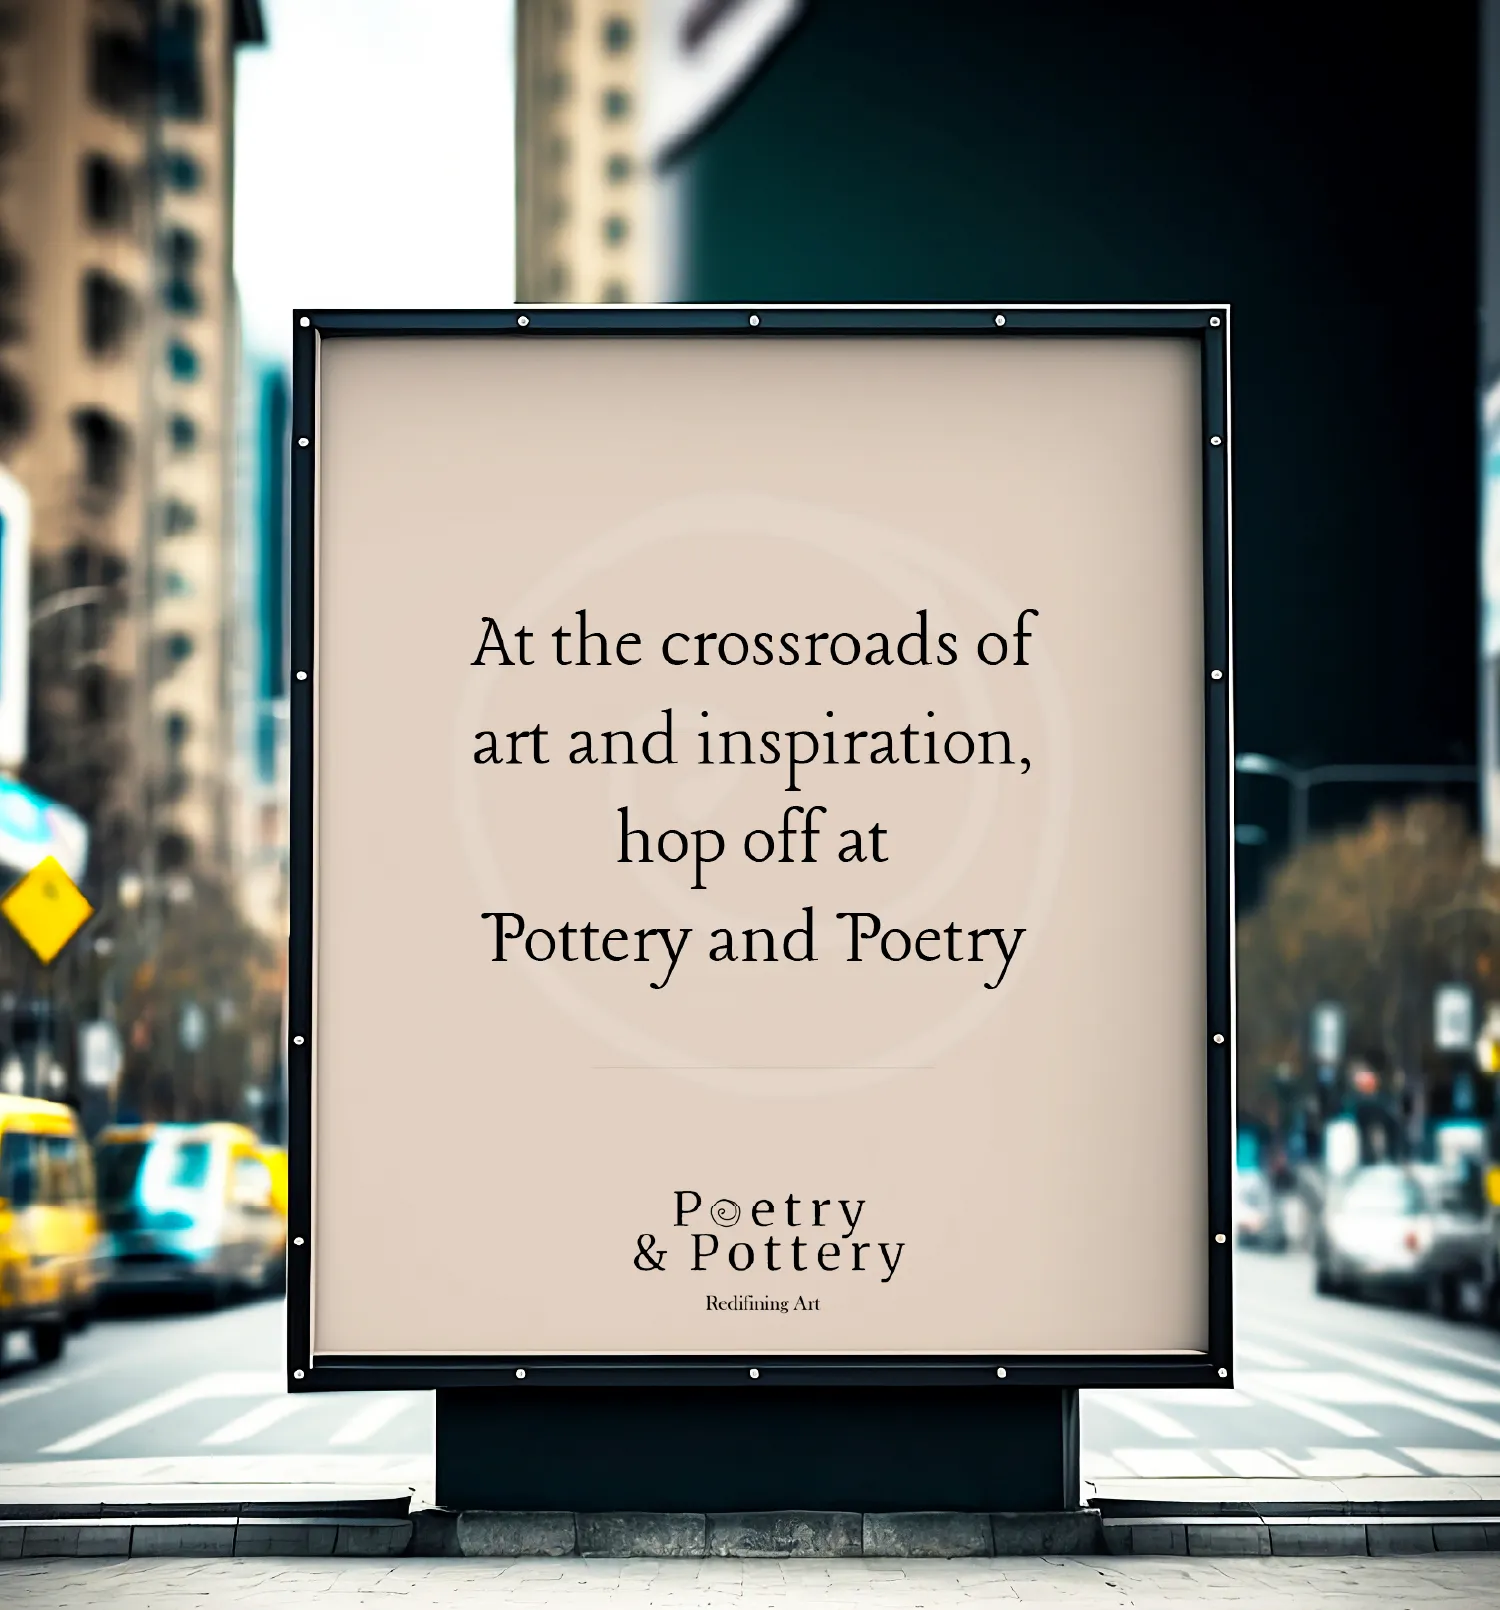 At the crossroads of
art and inspiration,
hop off at
Pottery and Poetry
Poetry
& Pottery
Redifining Art